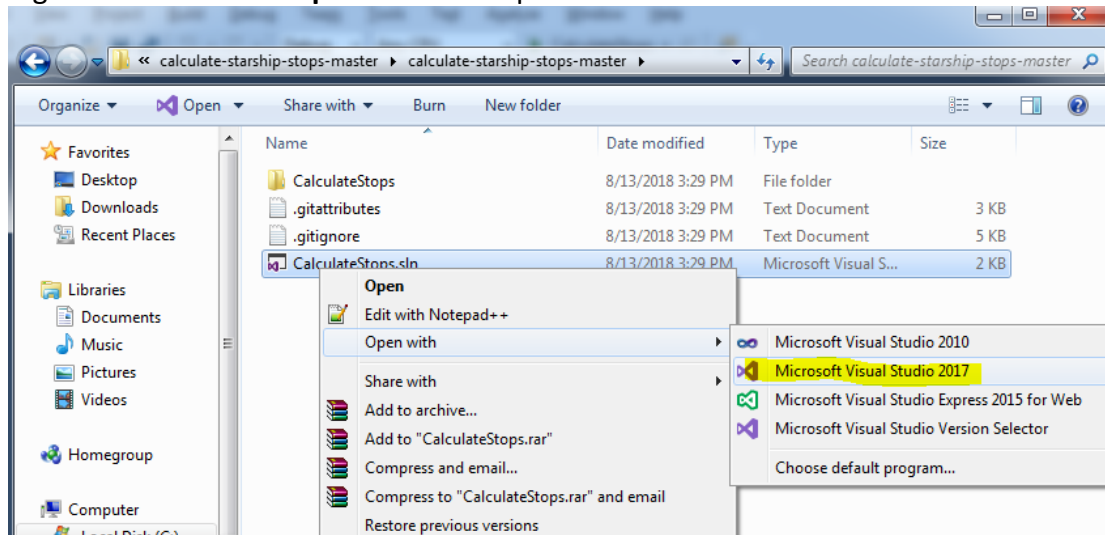 « calculate-starship-stops-master ▸ calculate-starship-stops-master ▸
Search calculate-starship-stops-master
Organize
Open
Share with
Burn
New folder
Name
Date modified
Type
Size
Favorites
Desktop
Downloads
Recent Places
Libraries
Documents
Music
Pictures
Videos
Homegroup
Computer
CalculateStops 8/13/2018 3:29 PM File folder
.gitattributes 8/13/2018 3:29 PM Text Document 3 KB
.gitignore 8/13/2018 3:29 PM Text Document 5 KB
CalculateStops.sln 8/13/2018 3:29 PM Microsoft Visual S... 2 KB
Open
Edit with Notepad++
Open with
Share with
Add to archive...
Add to "CalculateStops.rar"
Compress and email...
Compress to "CalculateStops.rar" and email
Restore previous versions
Microsoft Visual Studio 2010
Microsoft Visual Studio 2017
Microsoft Visual Studio Express 2015 for Web
Microsoft Visual Studio Version Selector
Choose default program...